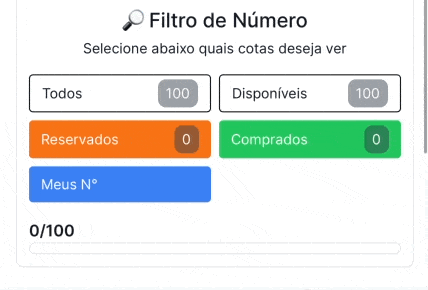 🔎 Filtro de Número
Selecione abaixo quais cotas deseja ver
Todos 100
Disponíveis 100
Reservados 0
Comprados 0
Meus N°
0/100